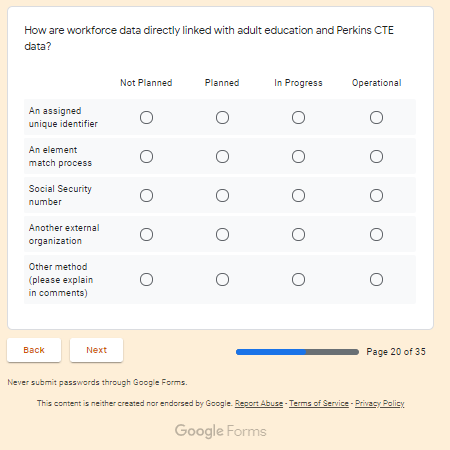 How are workforce data directly linked with adult education and Perkins CTE
data?
Not Planned Planned In Progress Operational
An assigned
unique identifier
An element
match process
Social Security
number
Another external
organization
Other method
(please explain
in comments)
Back Next Page 20 of 35
Never submit passwords through Google Forms.
This content is neither created nor endorsed by Google. Report Abuse - Terms of Service - Privacy Policy
Google Forms